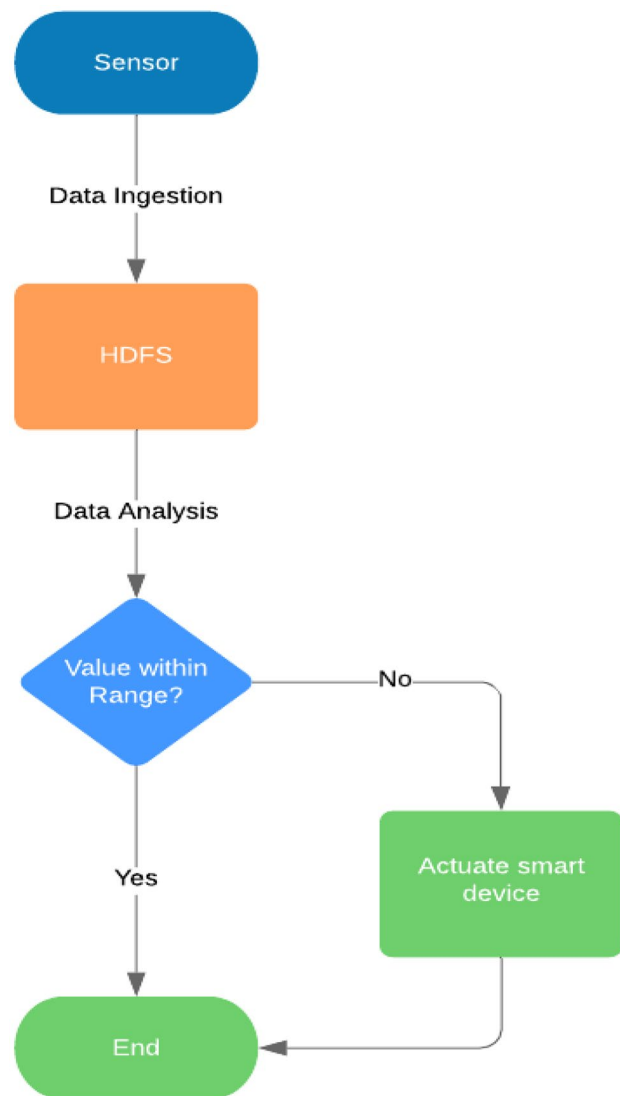 Sensor
Data Ingestion
HDFS
Data Analysis
Value within
Range?
No
Actuate smart
device
Yes
End